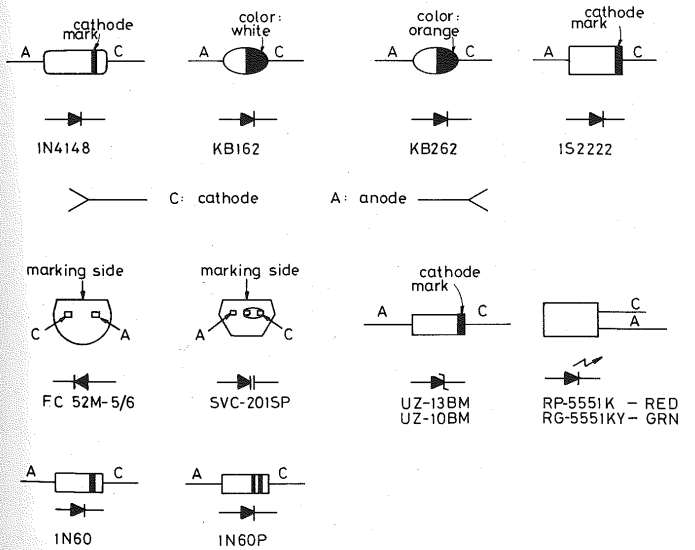 cathode
mark
A
C
1N4148
color:
white
A
C
KB162
color:
orange
A
C
KB262
cathode
mark
A
C
1S2222
C: cathode
A: anode
marking side
C
A
FC 52M-5/6
marking side
A
C
SVC-201SP
cathode
mark
A
C
UZ-13BM
UZ-10BM
C
A
RP-5551K – RED
RG-5551KY– GRN
A
C
1N60
A
C
1N60P